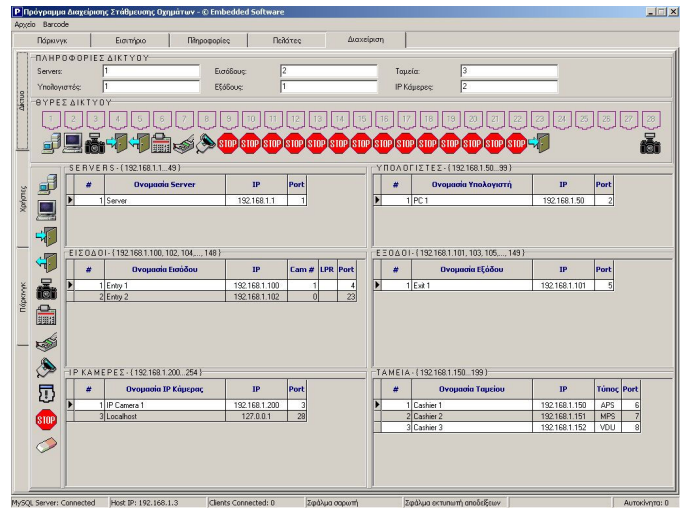 Πρόγραμμα Διαχείρισης Στάθμευσης Οχημάτων - © Embedded Software
Αρχείο Barcode
Πάρκινγκ Εισιτήριο Πληροφορίες Πελάτες Διαχείριση
Δίκτυο
Χρήστες
Πάρκινγκ
ΠΛΗΡΟΦΟΡΙΕΣ ΔΙΚΤΥΟΥ
Servers: 1 Εισόδους: 2 Ταμεία: 3
Υπολογιστές: 1 Εξόδους: 1 IP Κάμερες: 2
ΘΥΡΕΣ ΔΙΚΤΥΟΥ
1 2 3 4 5 6 7 8 9 10 11 12 13 14 15 16 17 18 19 20 21 22 23 24 25 26 27 28
STOP STOP STOP STOP STOP STOP STOP STOP STOP STOP STOP STOP STOP STOP
SERVERS - {192.168.1.1...49}
# Ονομασία Server IP Port
1 Server 192.168.1.1 1
ΥΠΟΛΟΓΙΣΤΕΣ - {192.168.1.50...99}
# Ονομασία Υπολογιστή IP Port
1 PC 1 192.168.1.50 2
ΕΙΣΟΔΟΙ - {192.168.1.100, 102, 104,..., 148}
# Ονομασία Εισόδου IP Cam # LPR Port
1 Entry 1 192.168.1.100 1 4
2 Entry 2 192.168.1.102 0 23
ΕΞΟΔΟΙ - {192.168.1.101, 103, 105,..., 149}
# Ονομασία Εξόδου IP Port
1 Exit 1 192.168.1.101 5
IP ΚΑΜΕΡΕΣ - {192.168.1.200...254}
# Ονομασία IP Κάμερας IP Port
1 IP Camera 1 192.168.1.200 3
3 Localhost 127.0.0.1 28
ΤΑΜΕΙΑ - {192.168.1.150...199}
# Ονομασία Ταμείου IP Τύπος Port
1 Cashier 1 192.168.1.150 APS 6
2 Cashier 2 192.168.1.151 MPS 7
3 Cashier 3 192.168.1.152 VDU 8
STOP
MySQL Server: Connected Host IP: 192.168.1.3 Clients Connected: 0 Σφάλμα σαρωτή Σφάλμα εκτυπωτή αποδείξεων Αυτοκίνητα: 0